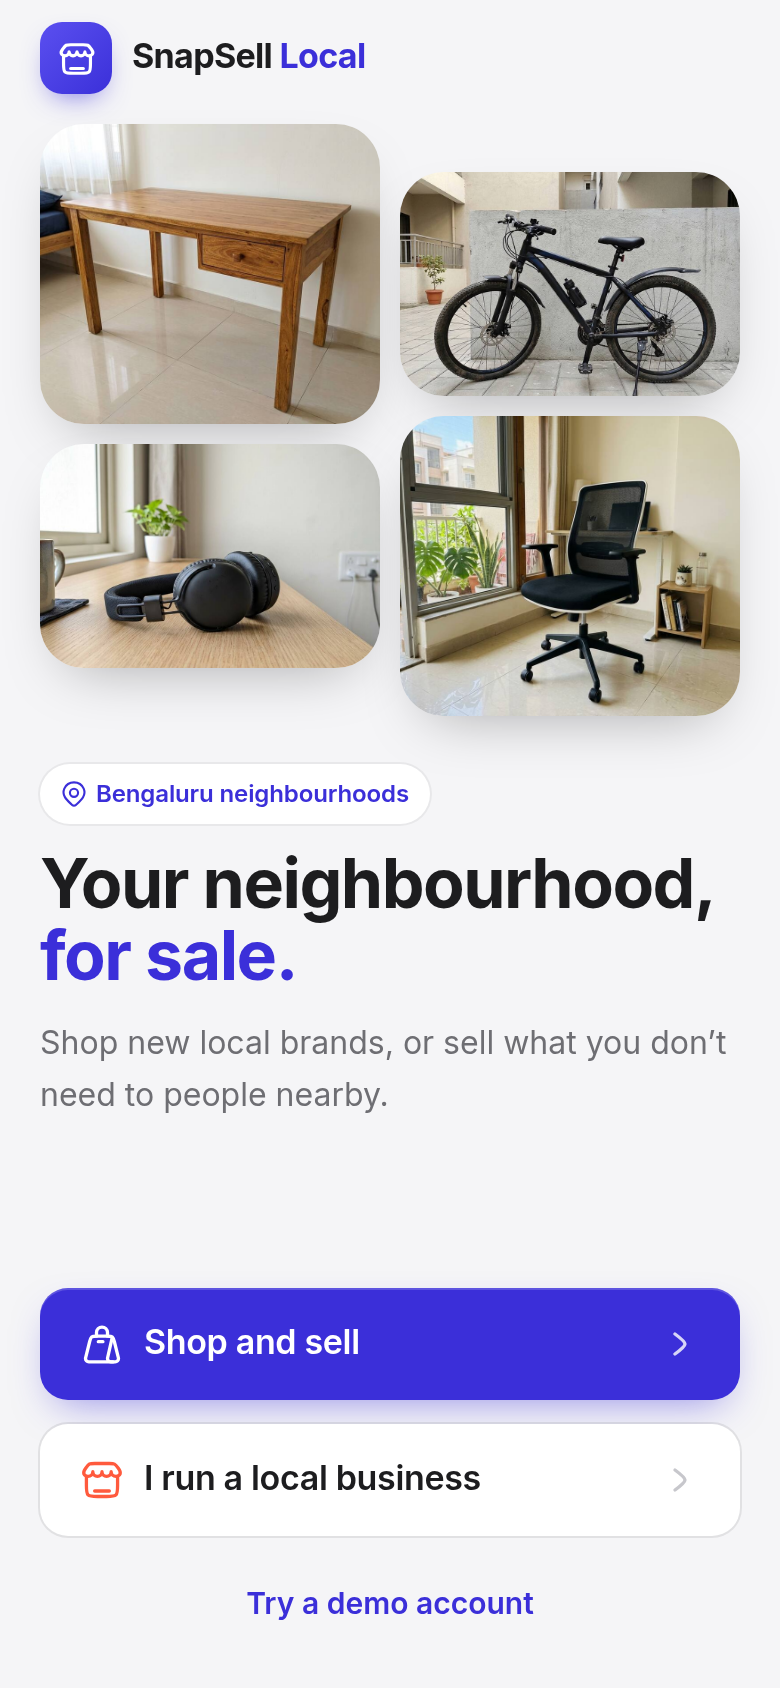 SnapSell Local
Bengaluru neighbourhoods
Your neighbourhood,
for sale.
Shop new local brands, or sell what you don’t
need to people nearby.
Shop and sell
I run a local business
Try a demo account